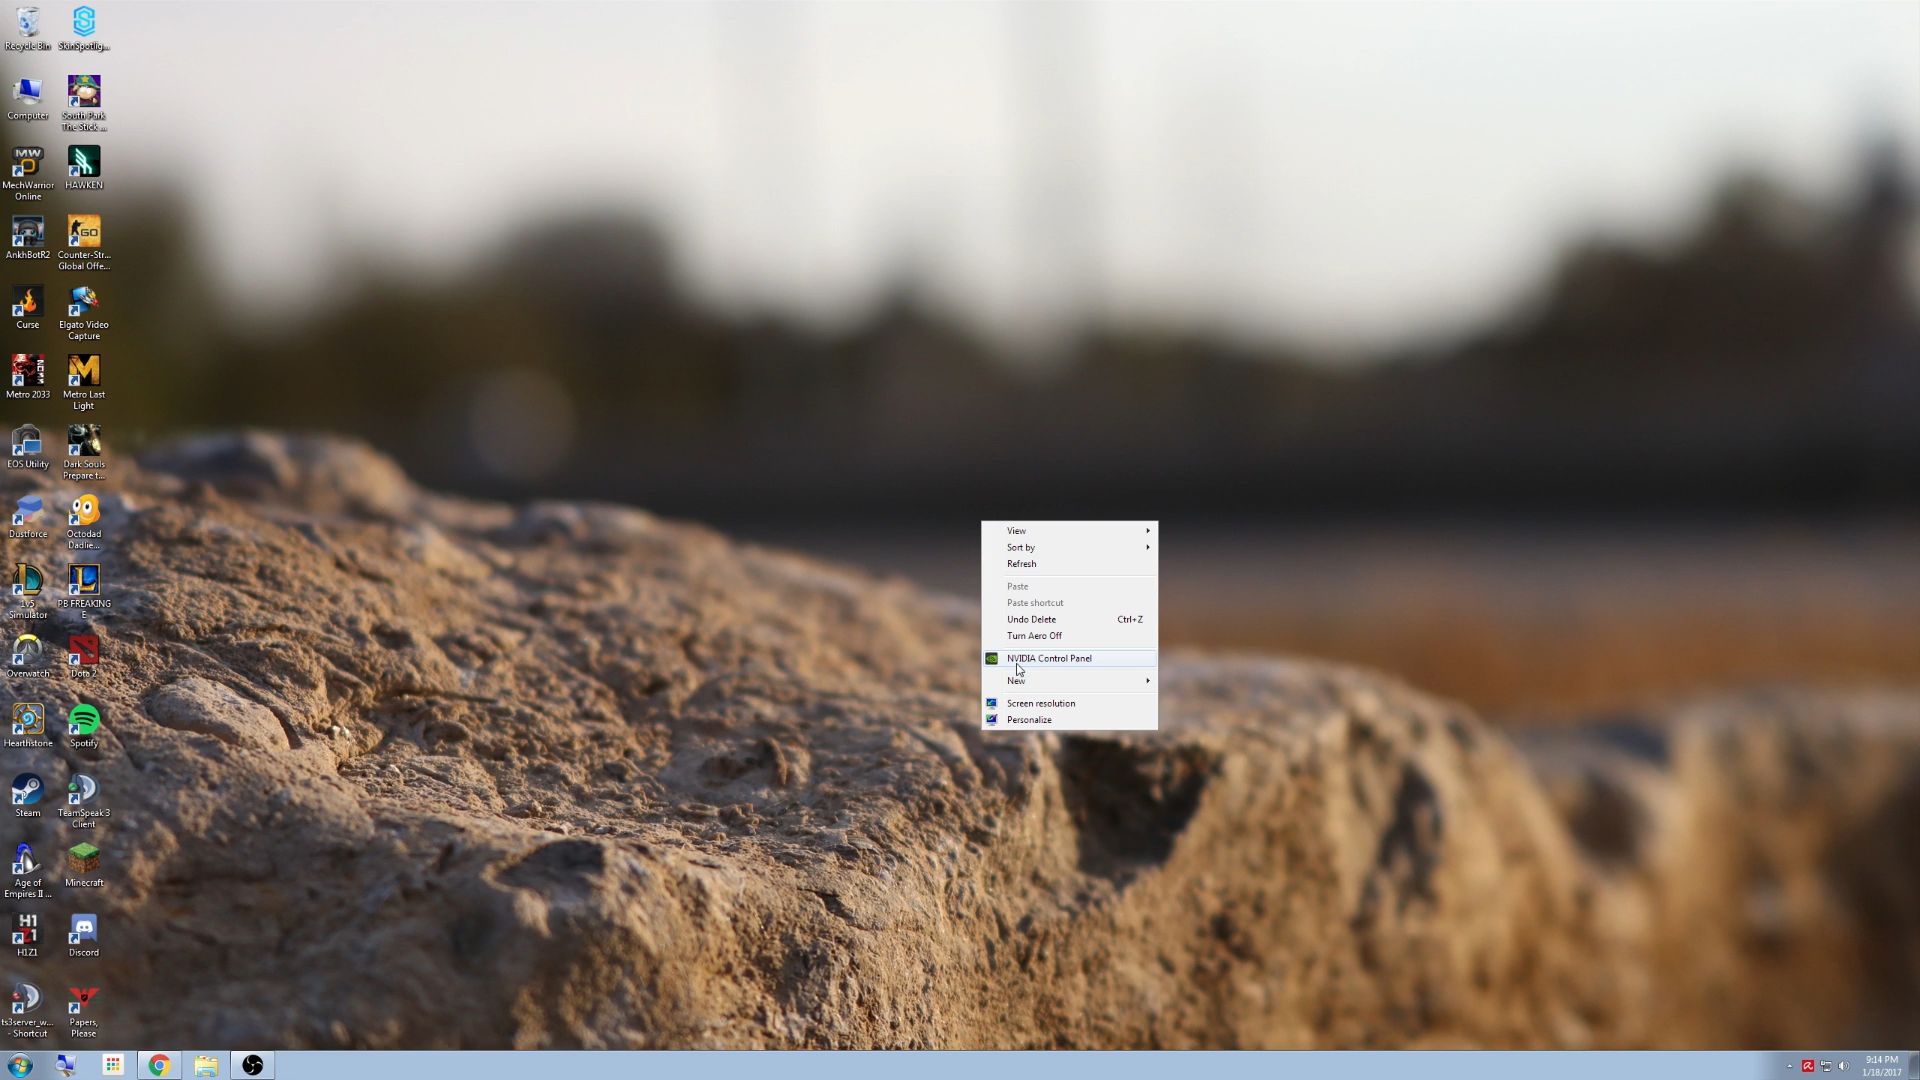 Recycle Bin
SkinSpotlig...
Computer
South Park
The Stick ...
MechWarrior
Online
HAWKEN
AnkhBotR2
Counter-Str...
Global Offe...
Curse
Elgato Video
Capture
Metro 2033
Metro Last
Light
EOS Utility
Dark Souls
Prepare t...
Dustforce
Octodad
Dadlie...
1v5
Simulator
PB FREAKING
E
Overwatch
Dota 2
Hearthstone
Spotify
Steam
TeamSpeak 3
Client
Age of
Empires II ...
Minecraft
H1Z1
Discord
ts3server_w...
- Shortcut
Papers,
Please
View
Sort by
Refresh
Paste
Paste shortcut
Undo Delete Ctrl+Z
Turn Aero Off
NVIDIA Control Panel
New
Screen resolution
Personalize
9:14 PM
1/18/2017